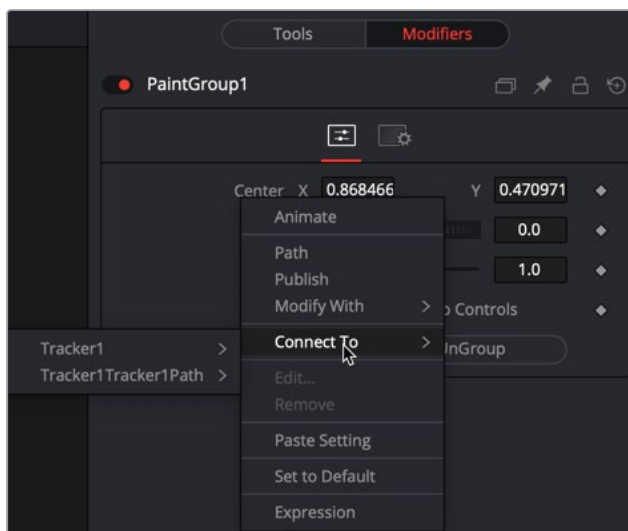 Tools Modifiers
PaintGroup1
Center X 0.868466 Y 0.470971
Animate
0.0
Path
Publish
1.0
Modify With >
Controls
Connect To >
UnGroup
Tracker1 >
Tracker1Tracker1Path >
Edit...
Remove
Paste Setting
Set to Default
Expression